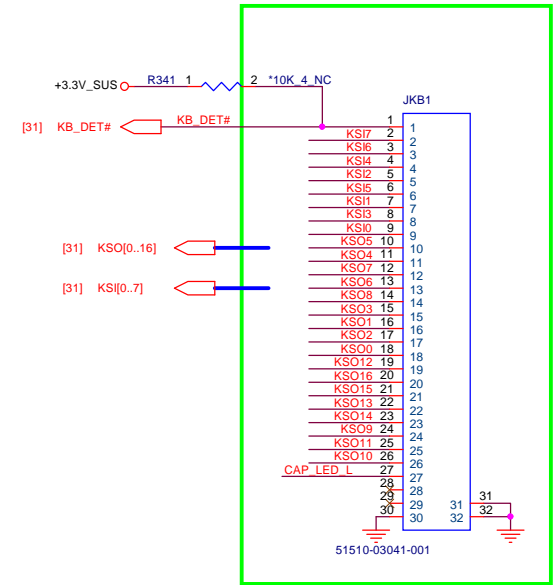 +3.3V_SUS R341 1 2 *10K_4_NC
JKB1
[31] KB_DET# KB_DET# 1 1
KSI7 2 2
KSI6 3 3
KSI4 4 4
KSI2 5 5
KSI5 6 6
KSI1 7 7
KSI3 8 8
KSI0 9 9
[31] KSO[0..16] KSO5 10 10
KSO4 11 11
KSO7 12 12
[31] KSI[0..7] KSO6 13 13
KSO8 14 14
KSO3 15 15
KSO1 16 16
KSO2 17 17
KSO0 18 18
KSO12 19 19
KSO16 20 20
KSO15 21 21
KSO13 22 22
KSO14 23 23
KSO9 24 24
KSO11 25 25
KSO10 26 26
CAP_LED_L 27 27
28 28
29 29 31 31
30 30 32 32
51510-03041-001